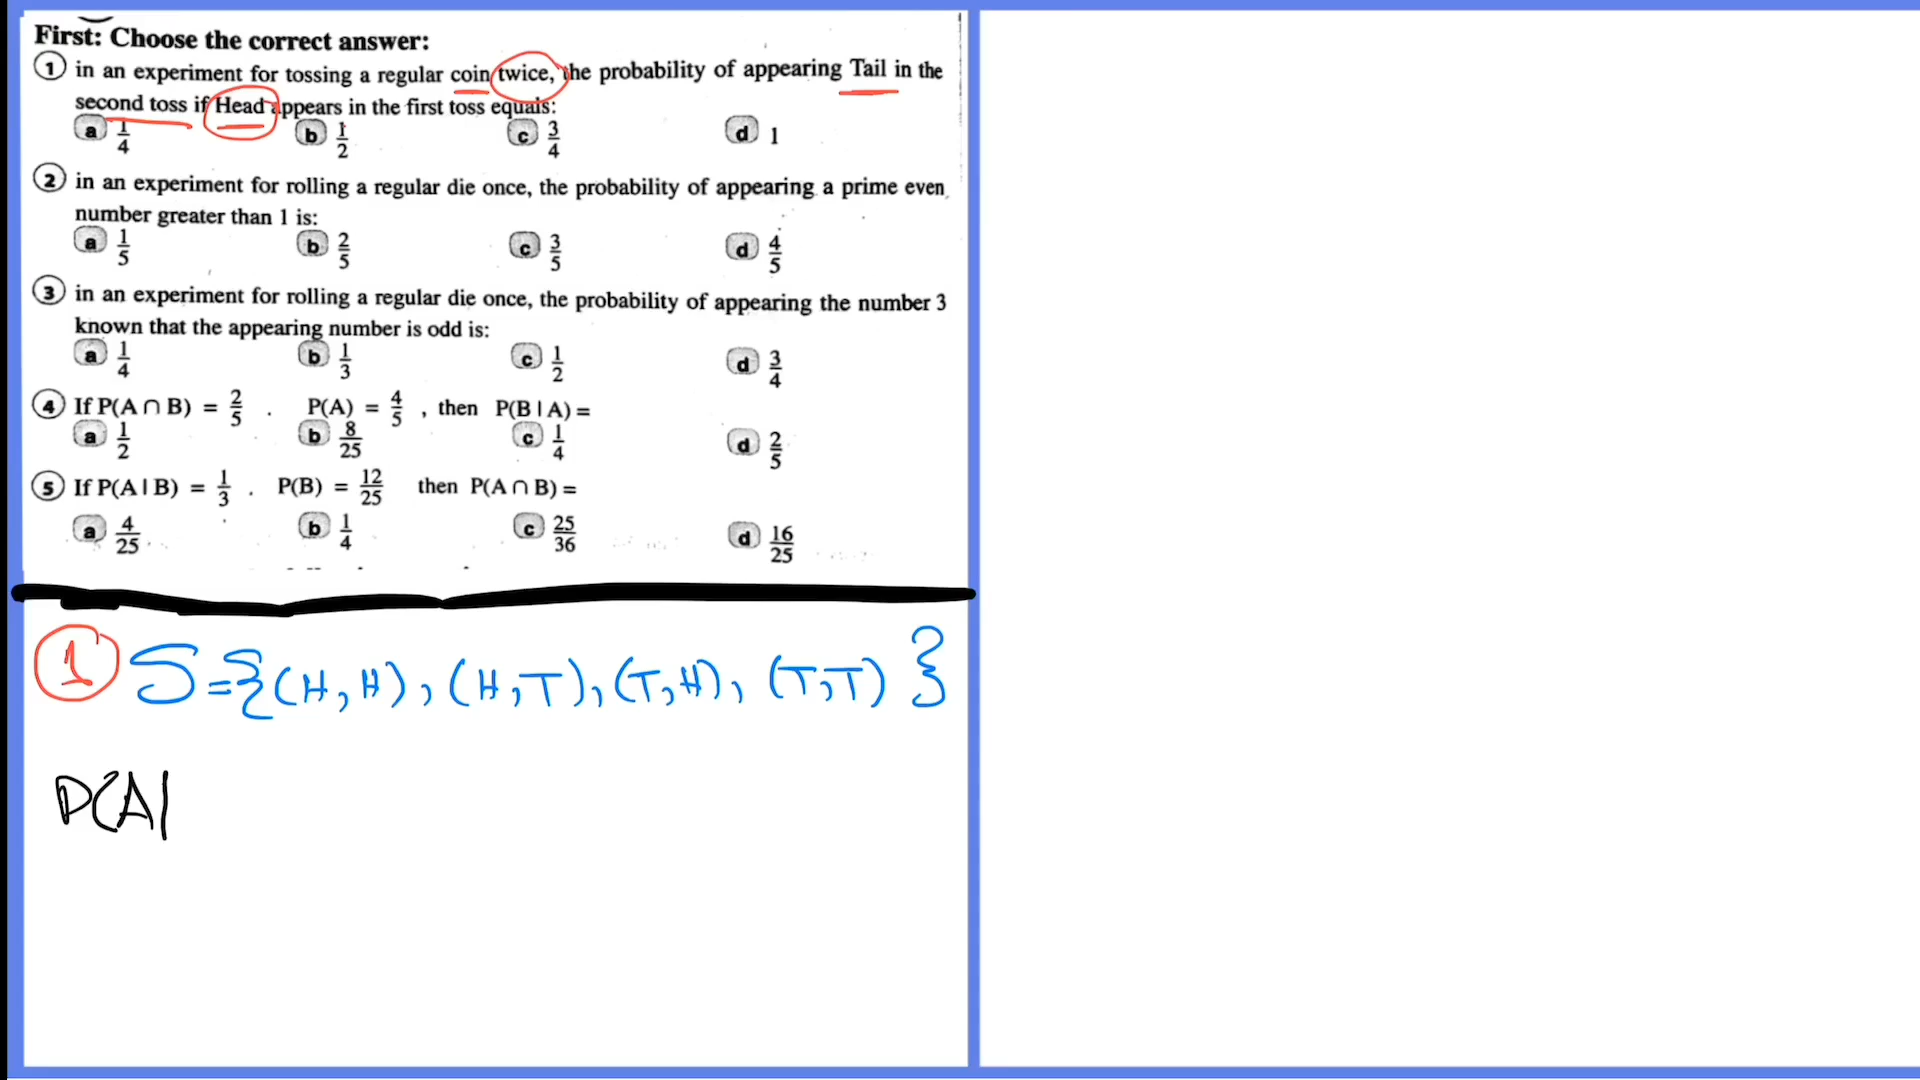 First: Choose the correct answer:
1 in an experiment for tossing a regular coin twice, the probability of appearing Tail in the
second toss if Head appears in the first toss equals:
a 1/4 b 1/2 c 3/4 d 1
2 in an experiment for rolling a regular die once, the probability of appearing a prime even
number greater than 1 is:
a 1/5 b 2/5 c 3/5 d 4/5
3 in an experiment for rolling a regular die once, the probability of appearing the number 3
known that the appearing number is odd is:
a 1/4 b 1/3 c 1/2 d 3/4
4 If P(A ∩ B) = 2/5 . P(A) = 4/5 , then P(B | A) =
a 1/2 b 8/25 c 1/4 d 2/5
5 If P(A | B) = 1/3 . P(B) = 12/25 then P(A ∩ B) =
a 4/25 b 1/4 c 25/36 d 16/25
1 S={(H,H), (H,T), (T,H), (T,T)}
P(A|